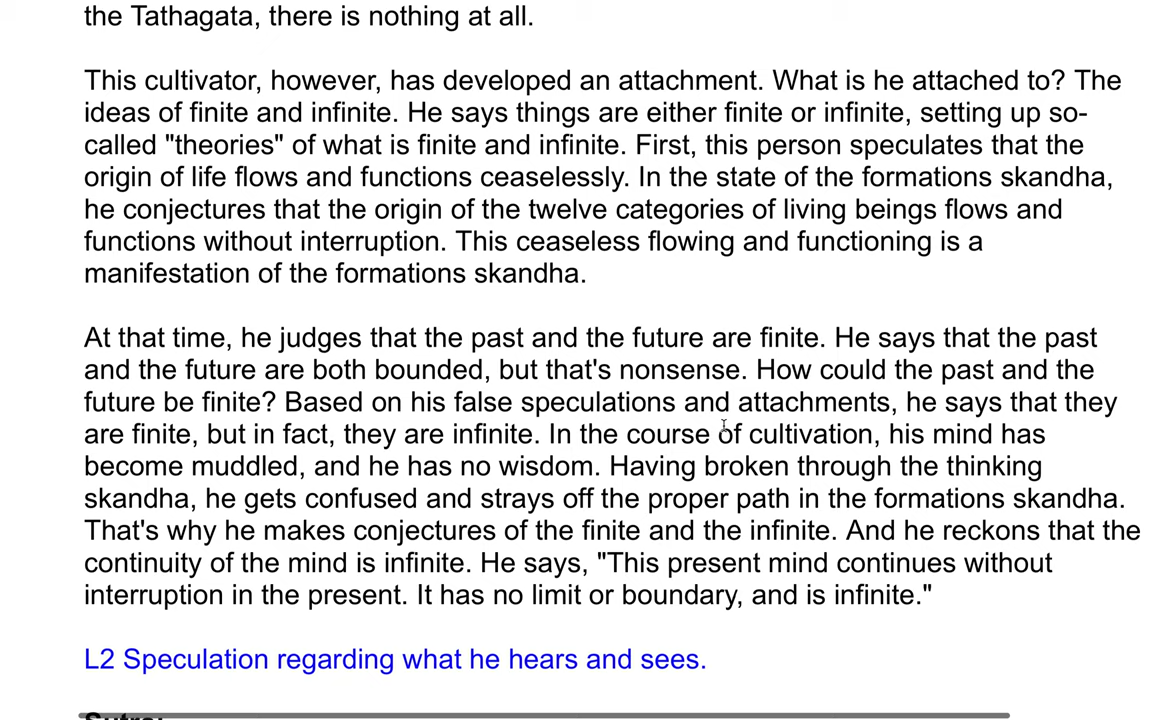 the Tathagata, there is nothing at all.
This cultivator, however, has developed an attachment. What is he attached to? The
ideas of finite and infinite. He says things are either finite or infinite, setting up so-
called "theories" of what is finite and infinite. First, this person speculates that the
origin of life flows and functions ceaselessly. In the state of the formations skandha,
he conjectures that the origin of the twelve categories of living beings flows and
functions without interruption. This ceaseless flowing and functioning is a
manifestation of the formations skandha.
At that time, he judges that the past and the future are finite. He says that the past
and the future are both bounded, but that's nonsense. How could the past and the
future be finite? Based on his false speculations and attachments, he says that they
are finite, but in fact, they are infinite. In the course of cultivation, his mind has
become muddled, and he has no wisdom. Having broken through the thinking
skandha, he gets confused and strays off the proper path in the formations skandha.
That's why he makes conjectures of the finite and the infinite. And he reckons that the
continuity of the mind is infinite. He says, "This present mind continues without
interruption in the present. It has no limit or boundary, and is infinite."
L2 Speculation regarding what he hears and sees.